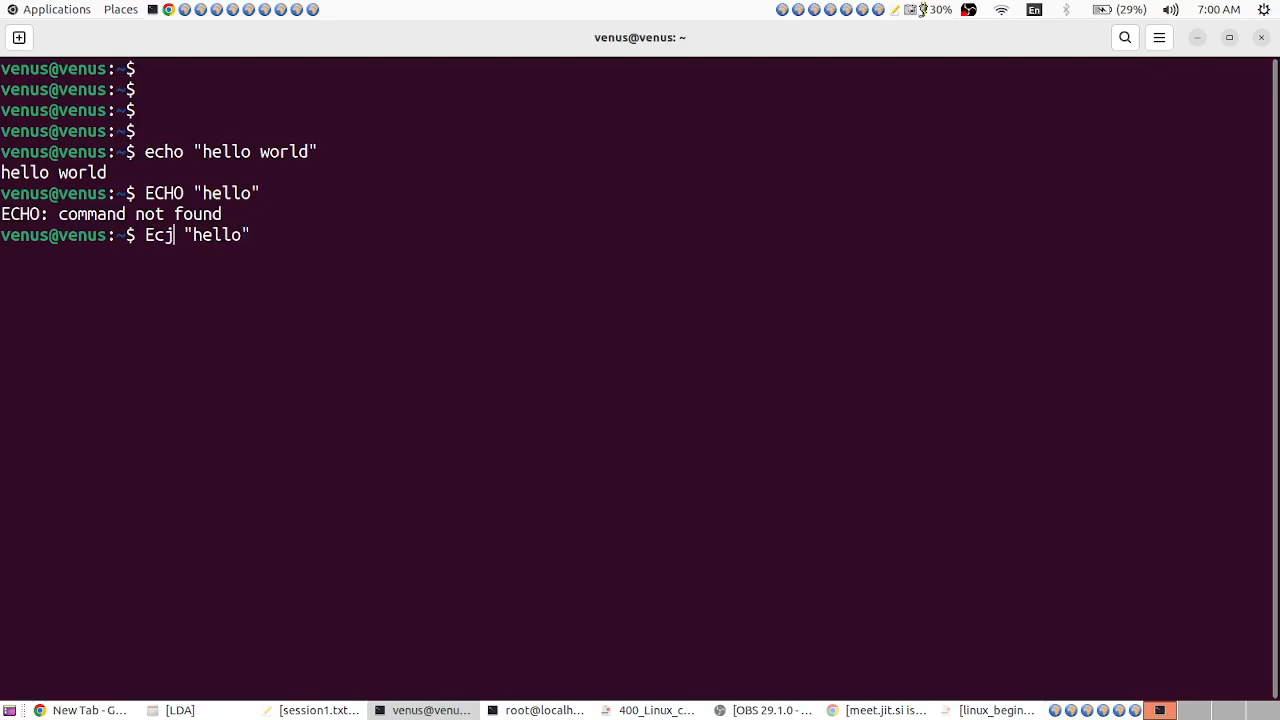 Applications Places 30% En (29%) 7:00 AM
venus@venus: ~
venus@venus:~$
venus@venus:~$
venus@venus:~$
venus@venus:~$
venus@venus:~$ echo "hello world"
hello world
venus@venus:~$ ECHO "hello"
ECHO: command not found
venus@venus:~$ Ecj "hello"
New Tab - G... [LDA] [session1.txt... venus@venu... root@localh... 400_Linux_c... [OBS 29.1.0 - ... [meet.jit.si is... [linux_begin...